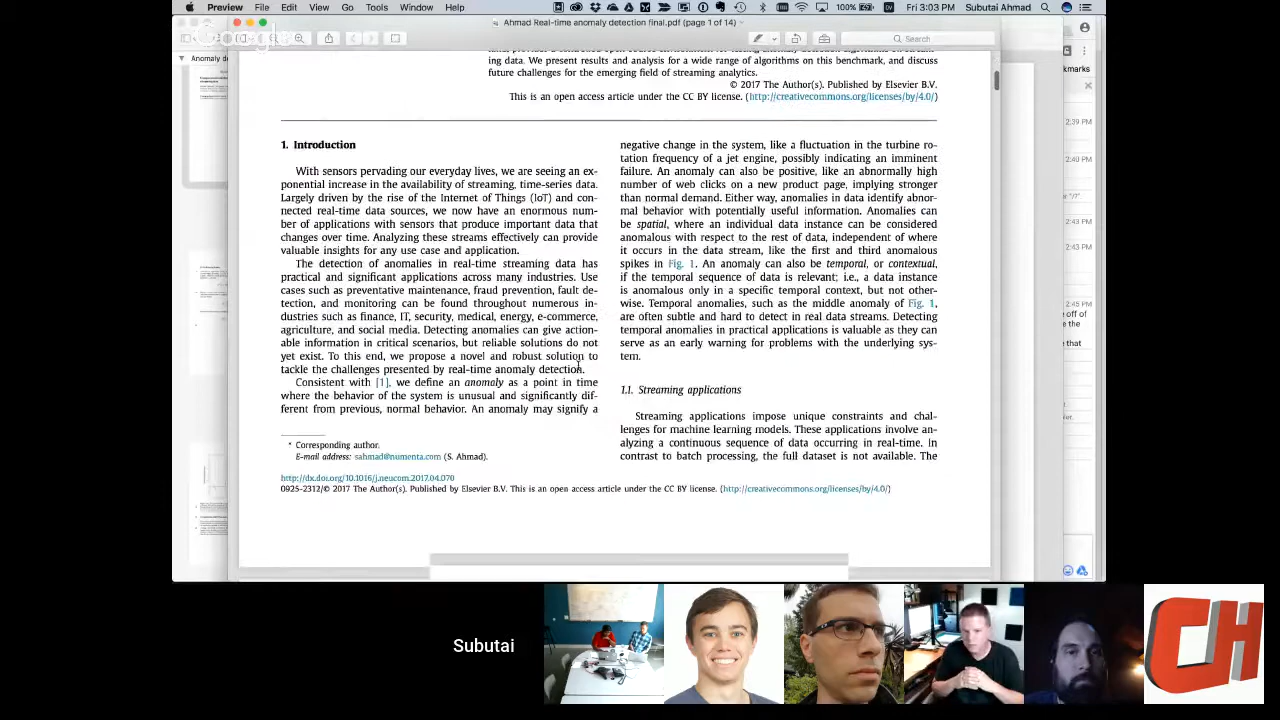 Preview File Edit View Go Tools Window Help
100% Fri 3:03 PM Subutai Ahmad
Ahmad Real-time anomaly detection final.pdf (page 1 of 14)
Search
Anomaly de
ing data. We present results and analysis for a wide range of algorithms on this benchmark, and discuss
future challenges for the emerging field of streaming analytics.
© 2017 The Author(s). Published by Elsevier B.V.
This is an open access article under the CC BY license. (http://creativecommons.org/licenses/by/4.0/)
1. Introduction
With sensors pervading our everyday lives, we are seeing an ex-
ponential increase in the availability of streaming, time-series data.
Largely driven by the rise of the Internet of Things (IoT) and con-
nected real-time data sources, we now have an enormous num-
ber of applications with sensors that produce important data that
changes over time. Analyzing these streams effectively can provide
valuable insights for any use case and application.
The detection of anomalies in real-time streaming data has
practical and significant applications across many industries. Use
cases such as preventative maintenance, fraud prevention, fault de-
tection, and monitoring can be found throughout numerous in-
dustries such as finance, IT, security, medical, energy, e-commerce,
agriculture, and social media. Detecting anomalies can give action-
able information in critical scenarios, but reliable solutions do not
yet exist. To this end, we propose a novel and robust solution to
tackle the challenges presented by real-time anomaly detection.
Consistent with [1], we define an anomaly as a point in time
where the behavior of the system is unusual and significantly dif-
ferent from previous, normal behavior. An anomaly may signify a
* Corresponding author.
E-mail address: sahmad@numenta.com (S. Ahmad).
negative change in the system, like a fluctuation in the turbine ro-
tation frequency of a jet engine, possibly indicating an imminent
failure. An anomaly can also be positive, like an abnormally high
number of web clicks on a new product page, implying stronger
than normal demand. Either way, anomalies in data identify abnor-
mal behavior with potentially useful information. Anomalies can
be spatial, where an individual data instance can be considered
anomalous with respect to the rest of data, independent of where
it occurs in the data stream, like the first and third anomalous
spikes in Fig. 1. An anomaly can also be temporal, or contextual,
if the temporal sequence of data is relevant; i.e., a data instance
is anomalous only in a specific temporal context, but not other-
wise. Temporal anomalies, such as the middle anomaly of Fig. 1,
are often subtle and hard to detect in real data streams. Detecting
temporal anomalies in practical applications is valuable as they can
serve as an early warning for problems with the underlying sys-
tem.
1.1. Streaming applications
Streaming applications impose unique constraints and chal-
lenges for machine learning models. These applications involve an-
alyzing a continuous sequence of data occurring in real-time. In
contrast to batch processing, the full dataset is not available. The
http://dx.doi.org/10.1016/j.neucom.2017.04.070
0925-2312/© 2017 The Author(s). Published by Elsevier B.V. This is an open access article under the CC BY license. (http://creativecommons.org/licenses/by/4.0/)
kmarks
2:39 PM
2:40 PM
e "/7".
2:43 PM
2:43 PM
2:45 PM
e off of
e the
that
Subutai
CH